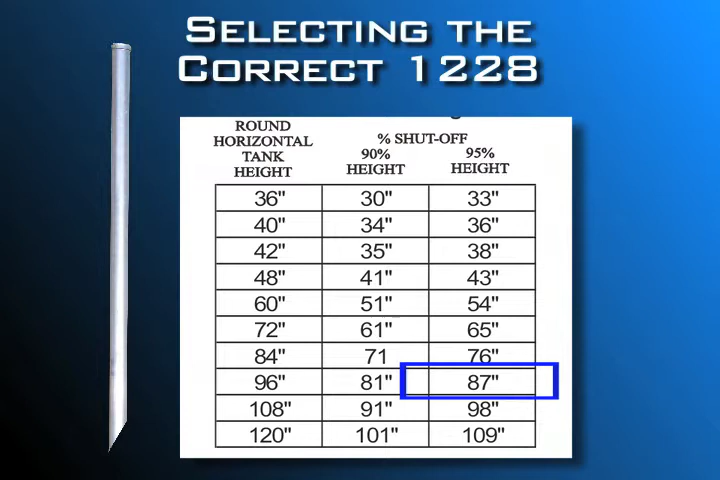 SELECTING THE
CORRECT 1228
ROUND
HORIZONTAL
TANK
HEIGHT
% SHUT-OFF
90%
HEIGHT
95%
HEIGHT
36" 30" 33"
40" 34" 36"
42" 35" 38"
48" 41" 43"
60" 51" 54"
72" 61" 65"
84" 71 76"
96" 81" 87"
108" 91" 98"
120" 101" 109"